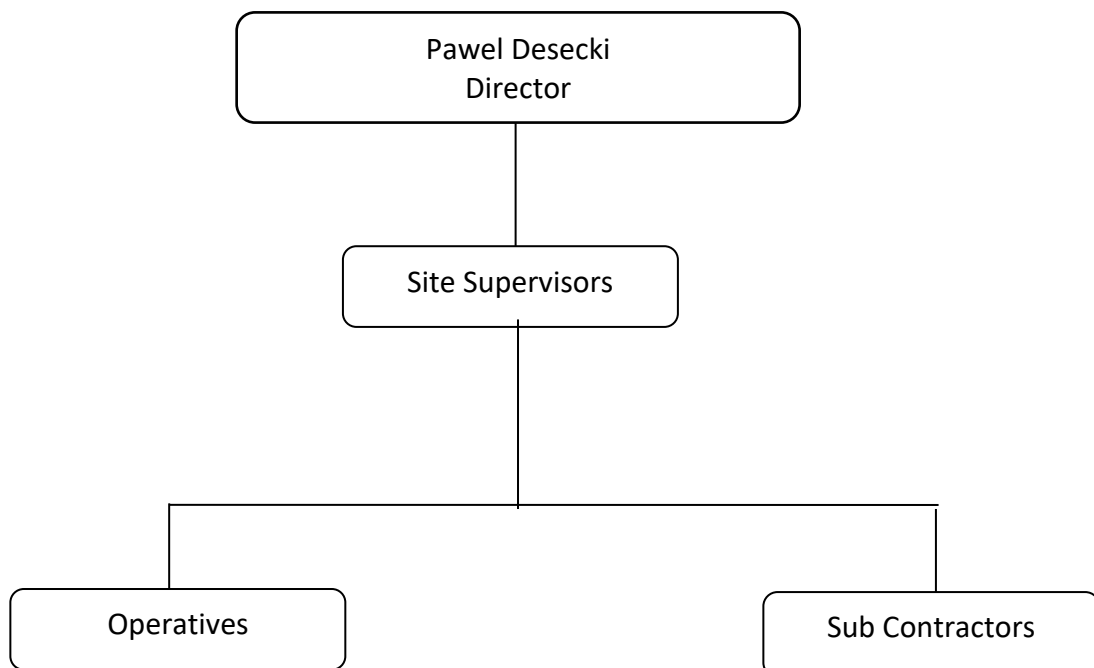 Pawel Desecki
Director
Site Supervisors
Operatives
Sub Contractors